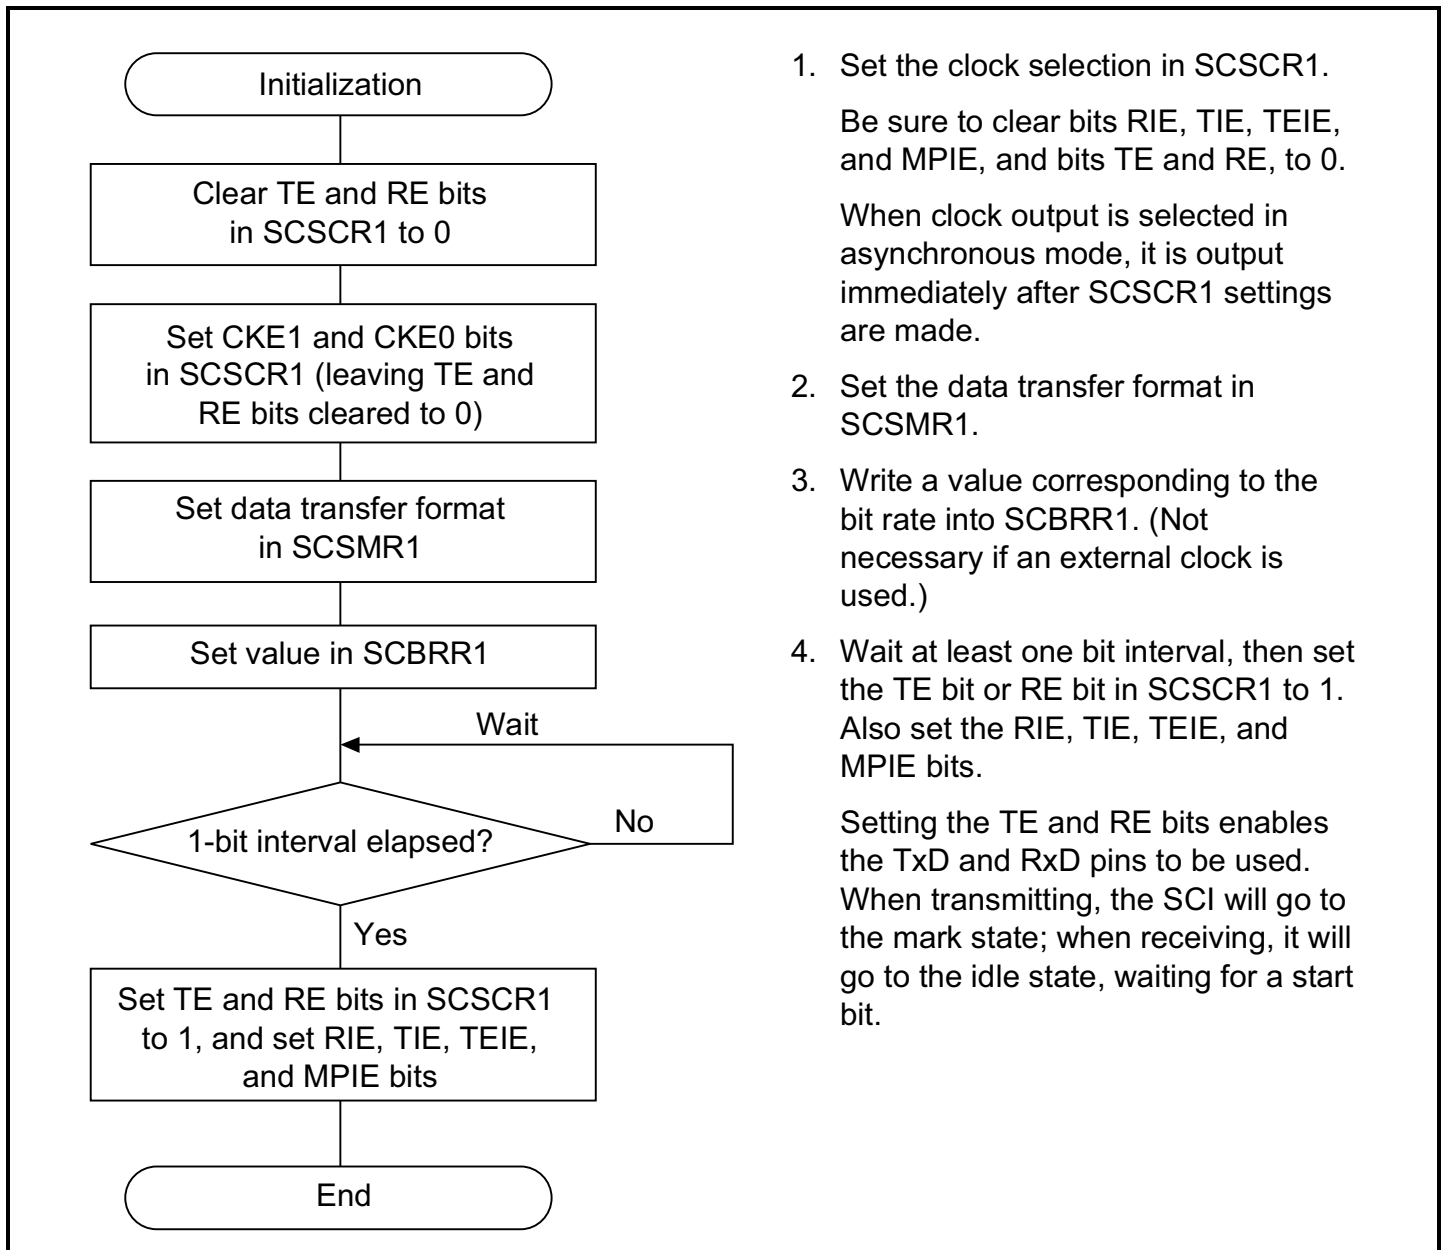 Initialization
Clear TE and RE bits
in SCSCR1 to 0
Set CKE1 and CKE0 bits
in SCSCR1 (leaving TE and
RE bits cleared to 0)
Set data transfer format
in SCSMR1
Set value in SCBRR1
Wait
1-bit interval elapsed?
No
Yes
Set TE and RE bits in SCSCR1
to 1, and set RIE, TIE, TEIE,
and MPIE bits
End
1. Set the clock selection in SCSCR1.
Be sure to clear bits RIE, TIE, TEIE,
and MPIE, and bits TE and RE, to 0.
When clock output is selected in
asynchronous mode, it is output
immediately after SCSCR1 settings
are made.
2. Set the data transfer format in
SCSMR1.
3. Write a value corresponding to the
bit rate into SCBRR1. (Not
necessary if an external clock is
used.)
4. Wait at least one bit interval, then set
the TE bit or RE bit in SCSCR1 to 1.
Also set the RIE, TIE, TEIE, and
MPIE bits.
Setting the TE and RE bits enables
the TxD and RxD pins to be used.
When transmitting, the SCI will go to
the mark state; when receiving, it will
go to the idle state, waiting for a start
bit.